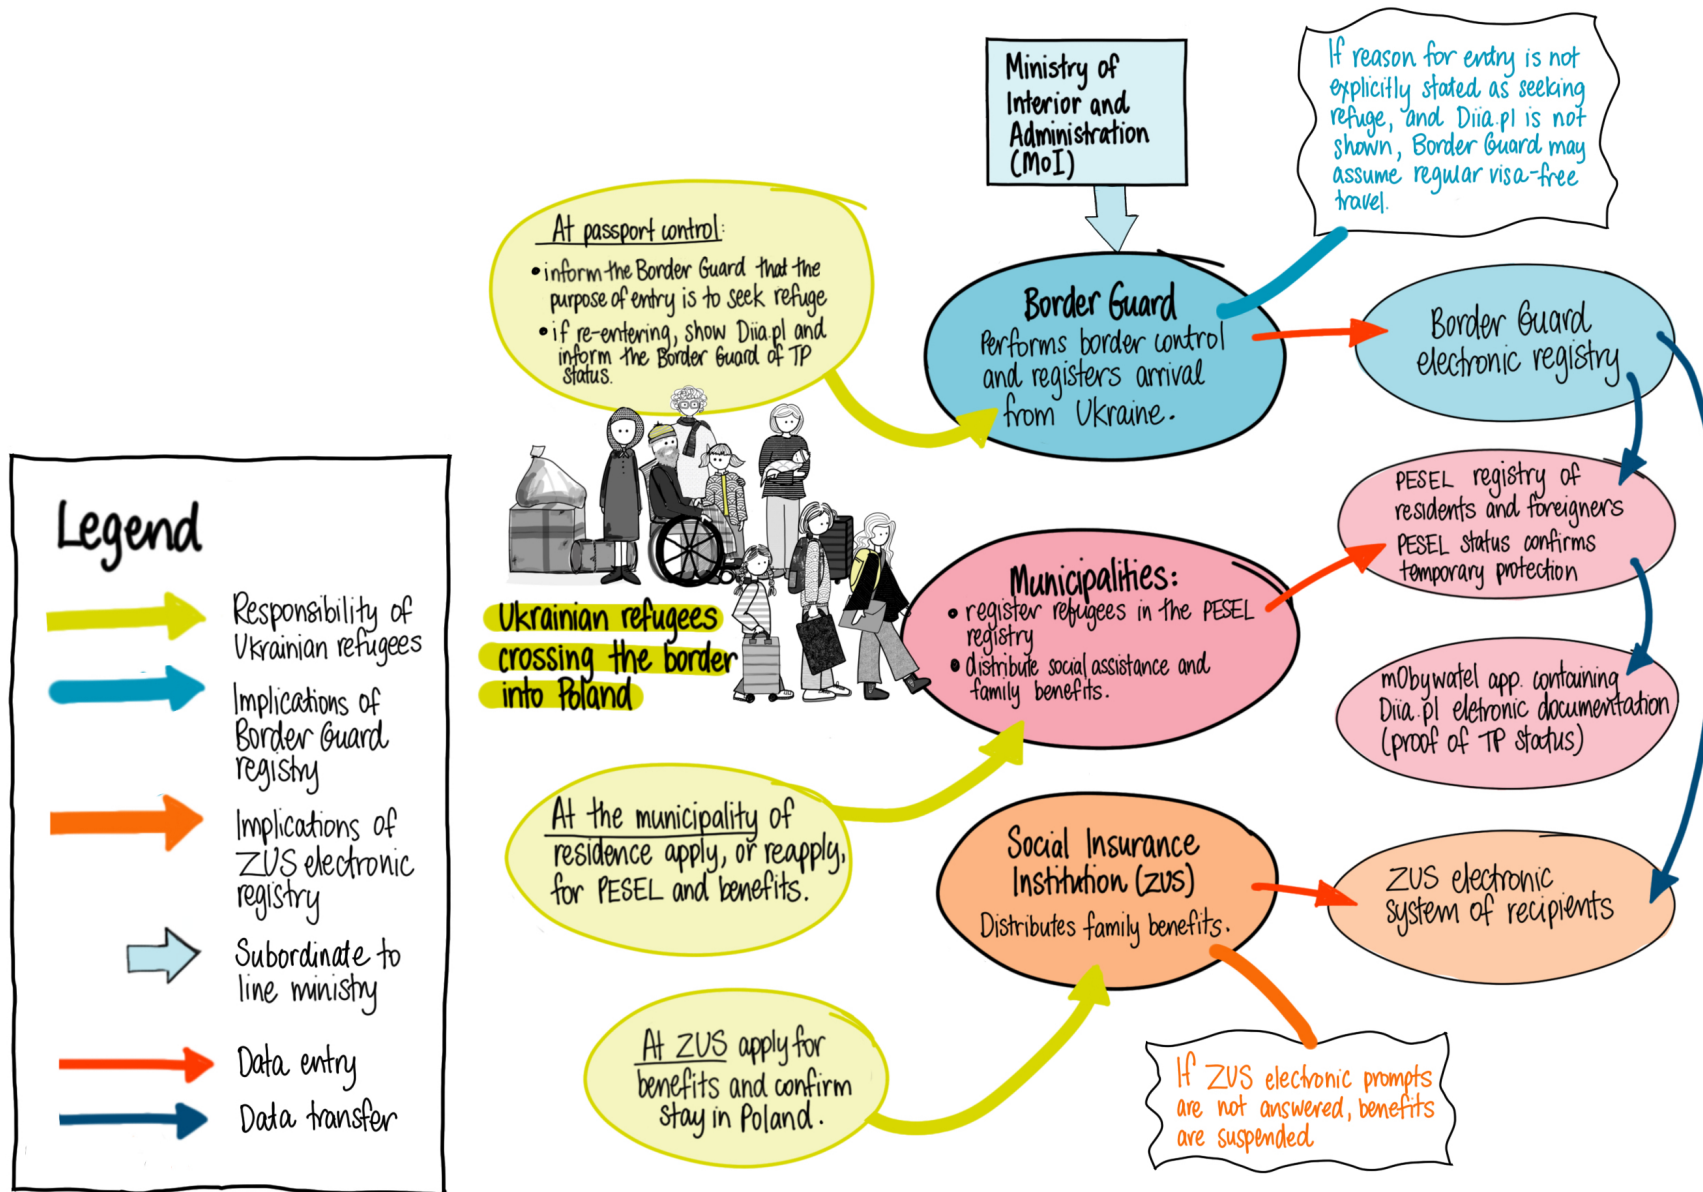 Ministry of
Interior and
Administration
(MoI)
If reason for entry is not
explicitly stated as seeking
refuge, and Diia.pl is not
shown, Border Guard may
assume regular visa-free
travel.
At passport control:
• inform the Border Guard that the
purpose of entry is to seek refuge
• if re-entering, show Diia.pl and
inform the Border Guard of TP
status.
Border Guard
Performs border control
and registers arrival
from Ukraine.
Border Guard
electronic registry
PESEL registry of
residents and foreigners
PESEL status confirms
temporary protection
Ukrainian refugees
crossing the border
into Poland
Municipalities:
• register refugees in the PESEL
registry
• distribute social assistance and
family benefits.
mObywatel app. containing
Diia.pl eletronic documentation
(proof of TP status)
At the municipality of
residence apply, or reapply,
for PESEL and benefits.
Social Insurance
Institution (ZUS)
Distributes family benefits.
ZUS electronic
system of recipients
At ZUS apply for
benefits and confirm
stay in Poland.
If ZUS electronic prompts
are not answered, benefits
are suspended
Legend
Responsibility of
Ukrainian refugees
Implications of
Border Guard
registry
Implications of
ZUS electronic
registry
Subordinate to
line ministry
Data entry
Data transfer